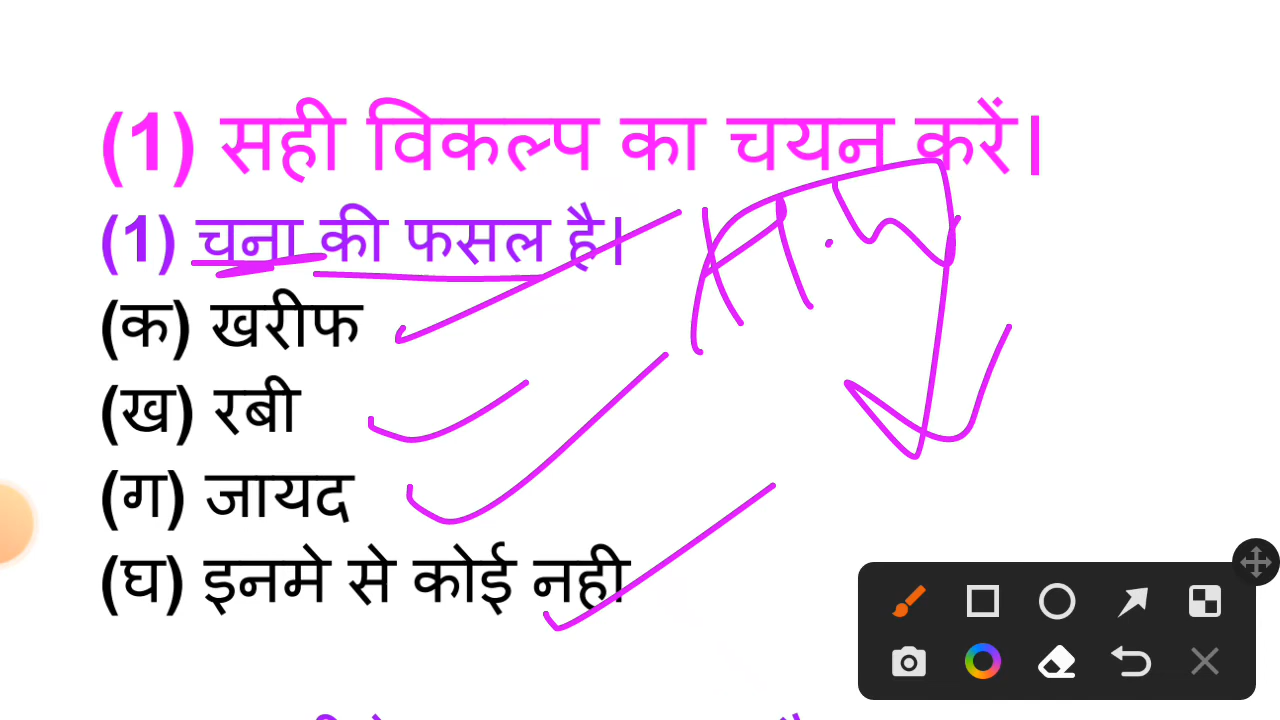 (1) सही विकल्प का चयन करें।
(1) चना की फसल है।
(क) खरीफ
(ख) रबी
(ग) जायद
(घ) इनमे से कोई नही